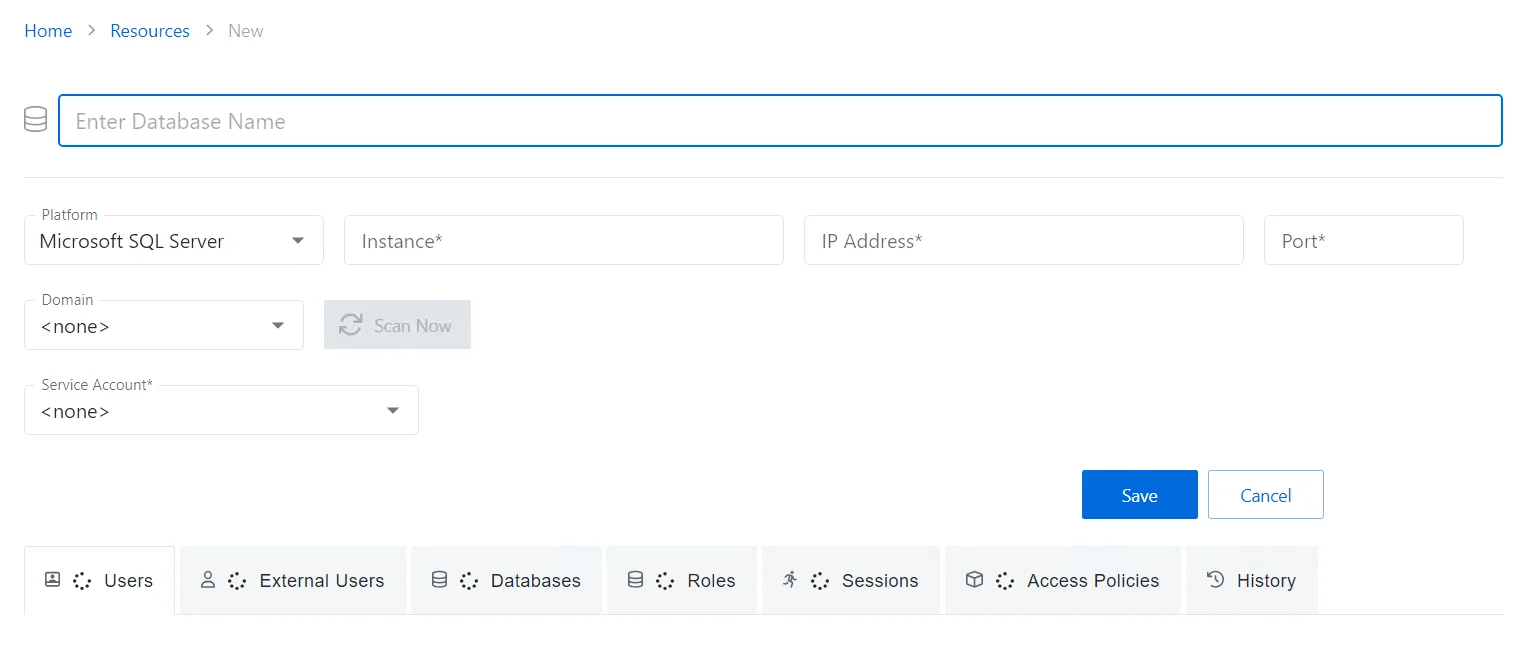 Home > Resources > New
Enter Database Name
Platform
Microsoft SQL Server
Instance*
IP Address*
Port*
Domain
<none>
Scan Now
Service Account*
<none>
Save
Cancel
Users
External Users
Databases
Roles
Sessions
Access Policies
History